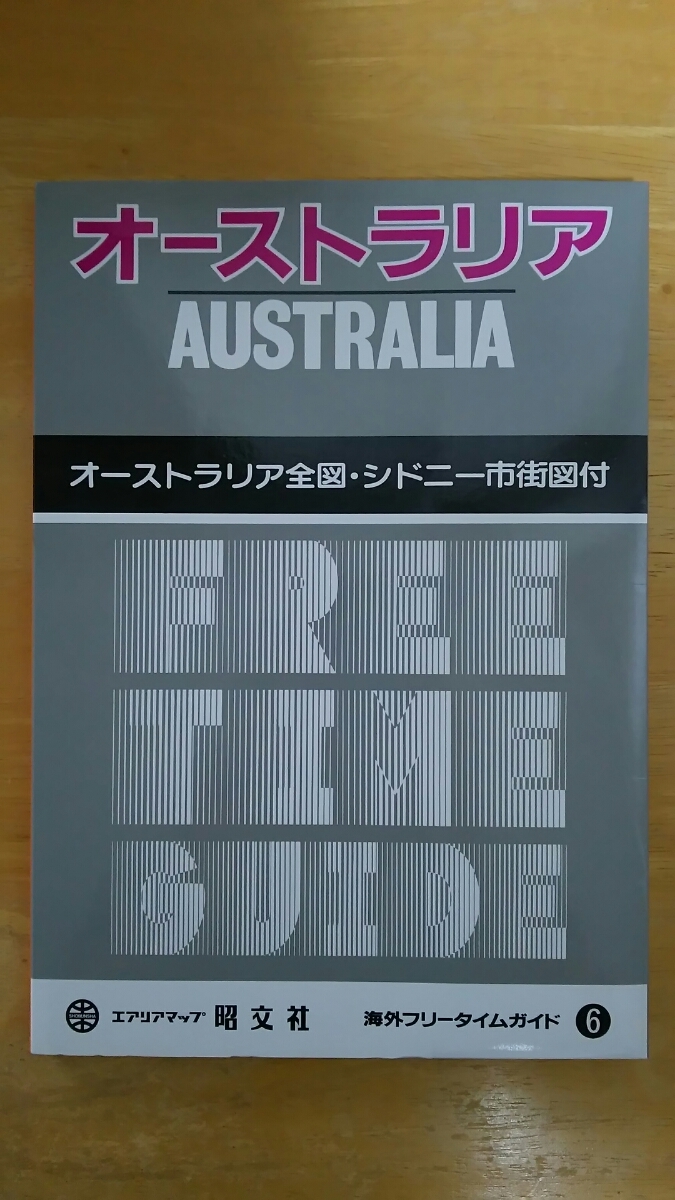 オーストラリア
AUSTRALIA
オーストラリア全図・シドニー市街図付
FREE
TIME
GUIDE
SHOBUNSHA エアリアマップ 昭文社 海外フリータイムガイド 6